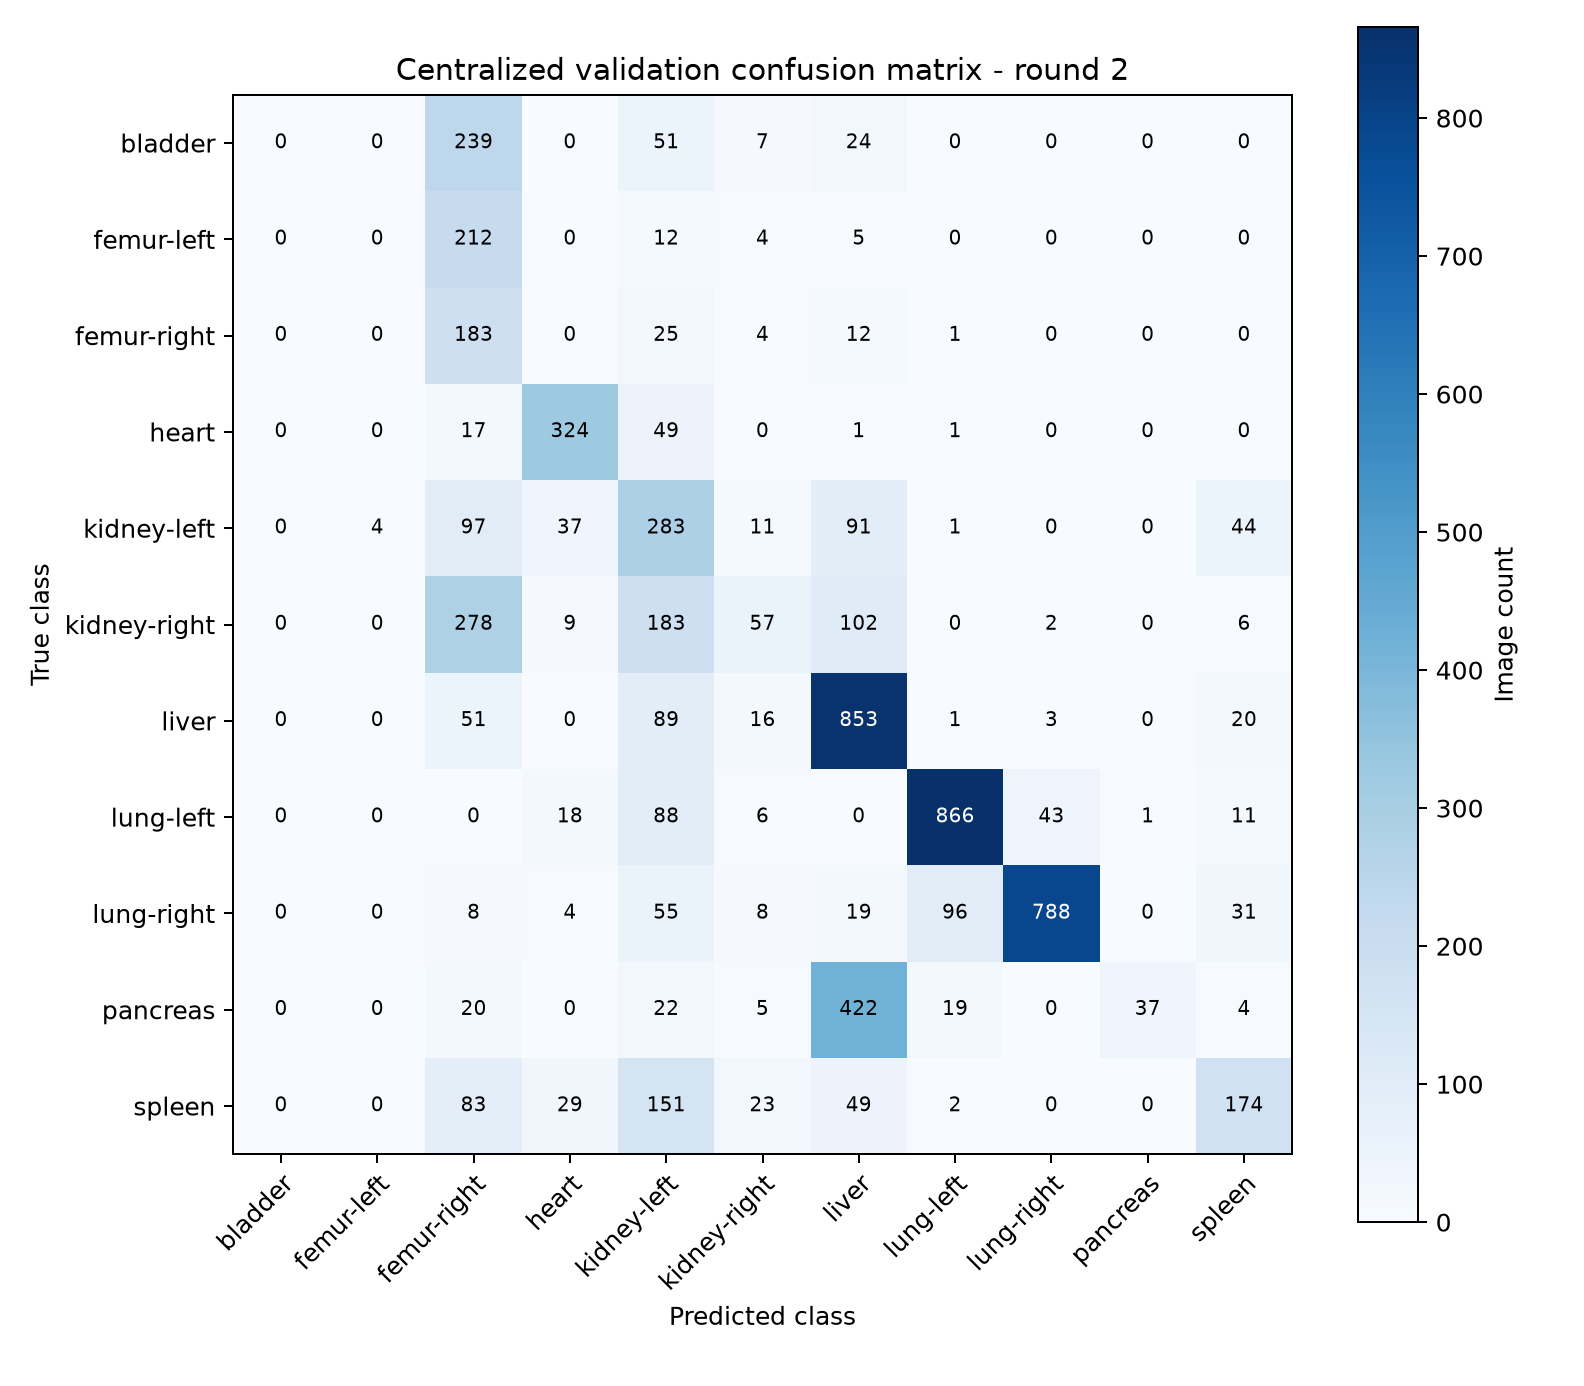 Centralized validation confusion matrix - round 2
bladder 0 0 239 0 51 7 24 0 0 0 0
femur-left 0 0 212 0 12 4 5 0 0 0 0
femur-right 0 0 183 0 25 4 12 1 0 0 0
heart 0 0 17 324 49 0 1 1 0 0 0
kidney-left 0 4 97 37 283 11 91 1 0 0 44
kidney-right 0 0 278 9 183 57 102 0 2 0 6
liver 0 0 51 0 89 16 853 1 3 0 20
lung-left 0 0 0 18 88 6 0 866 43 1 11
lung-right 0 0 8 4 55 8 19 96 788 0 31
pancreas 0 0 20 0 22 5 422 19 0 37 4
spleen 0 0 83 29 151 23 49 2 0 0 174
True class
bladder femur-left femur-right heart kidney-left kidney-right liver lung-left lung-right pancreas spleen
Predicted class
800
700
600
500
400
300
200
100
0
Image count